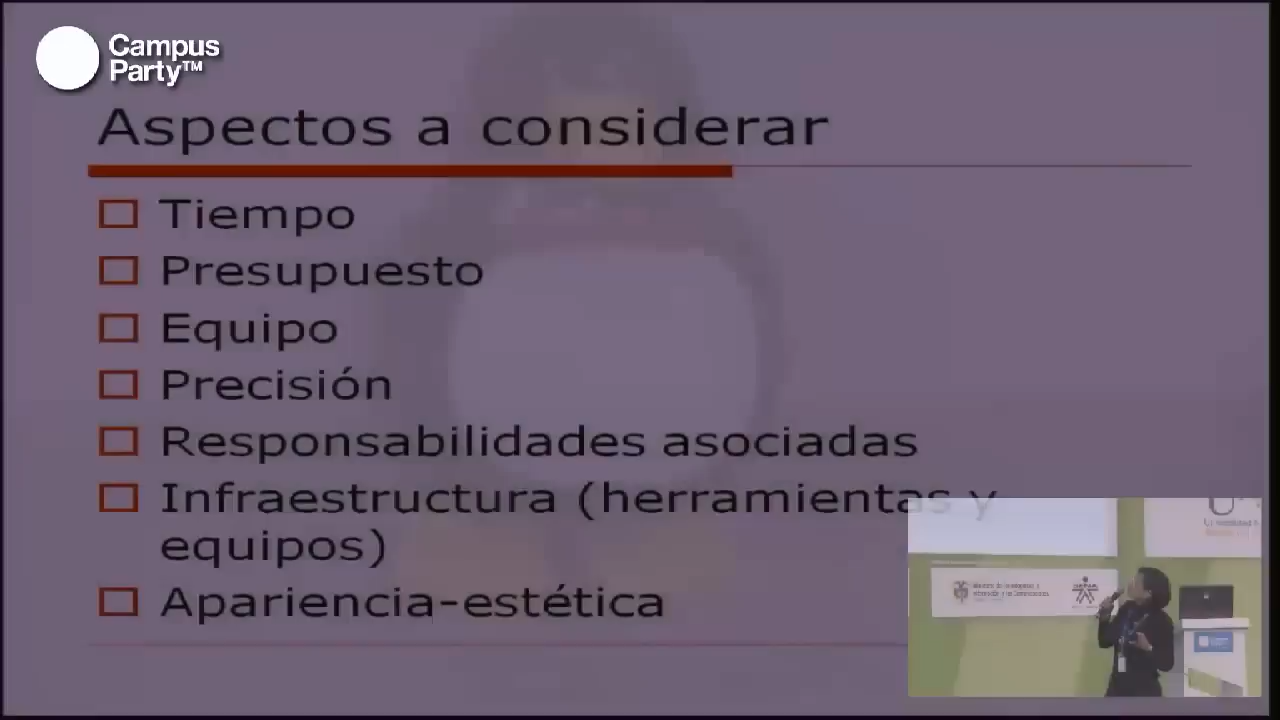 Campus
Party™
Aspectos a considerar
Tiempo
Presupuesto
Equipo
Precisión
Responsabilidades asociadas
Infraestructura (herramientas y
equipos)
Apariencia-estética